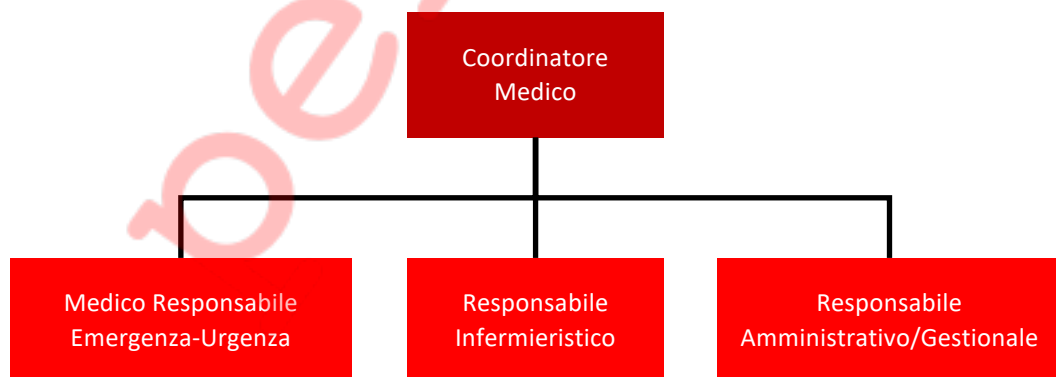 Coordinatore
Medico
Medico Responsabile
Emergenza-Urgenza
Responsabile
Infermieristico
Responsabile
Amministrativo/Gestionale